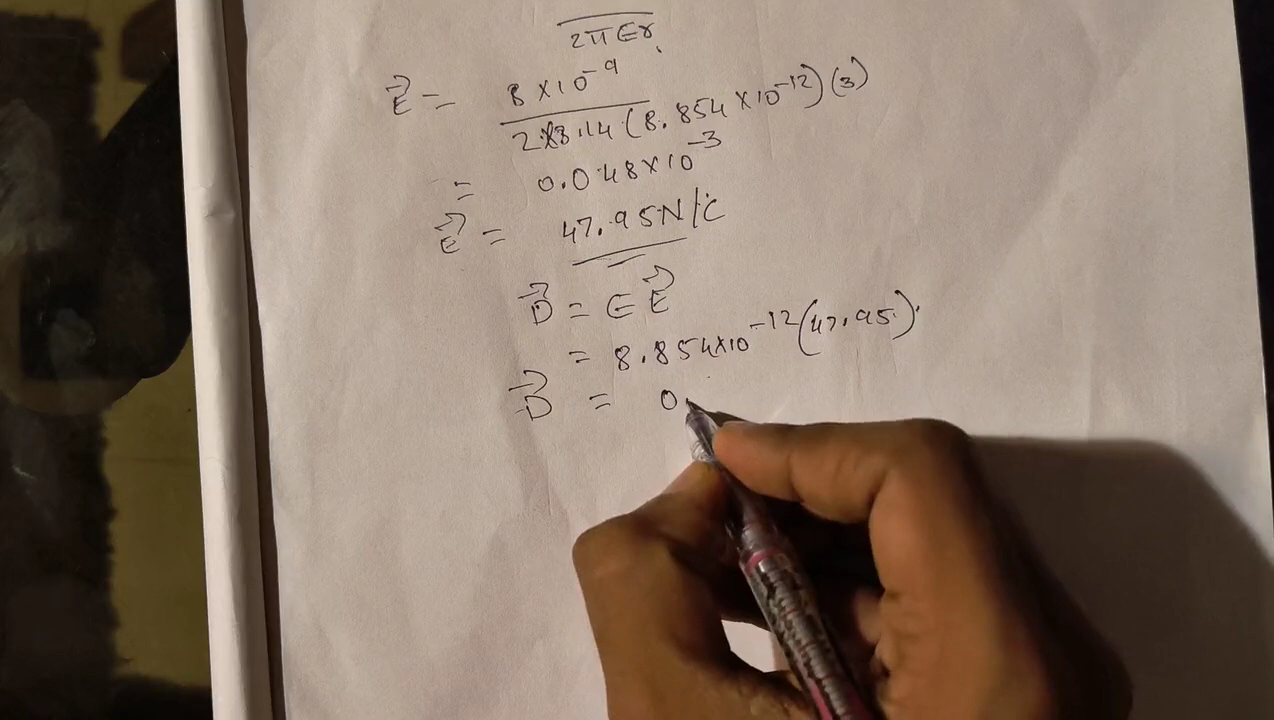 2πϵr
E⃗ = 8 × 10⁻⁹
2×3.14 (8.854 × 10⁻¹²) (3)
= 0.048 × 10⁻³
E⃗ = 47.95 N/C
D⃗ = ϵ E⃗
= 8.854×10⁻¹² (47.95).
D⃗ = 0.